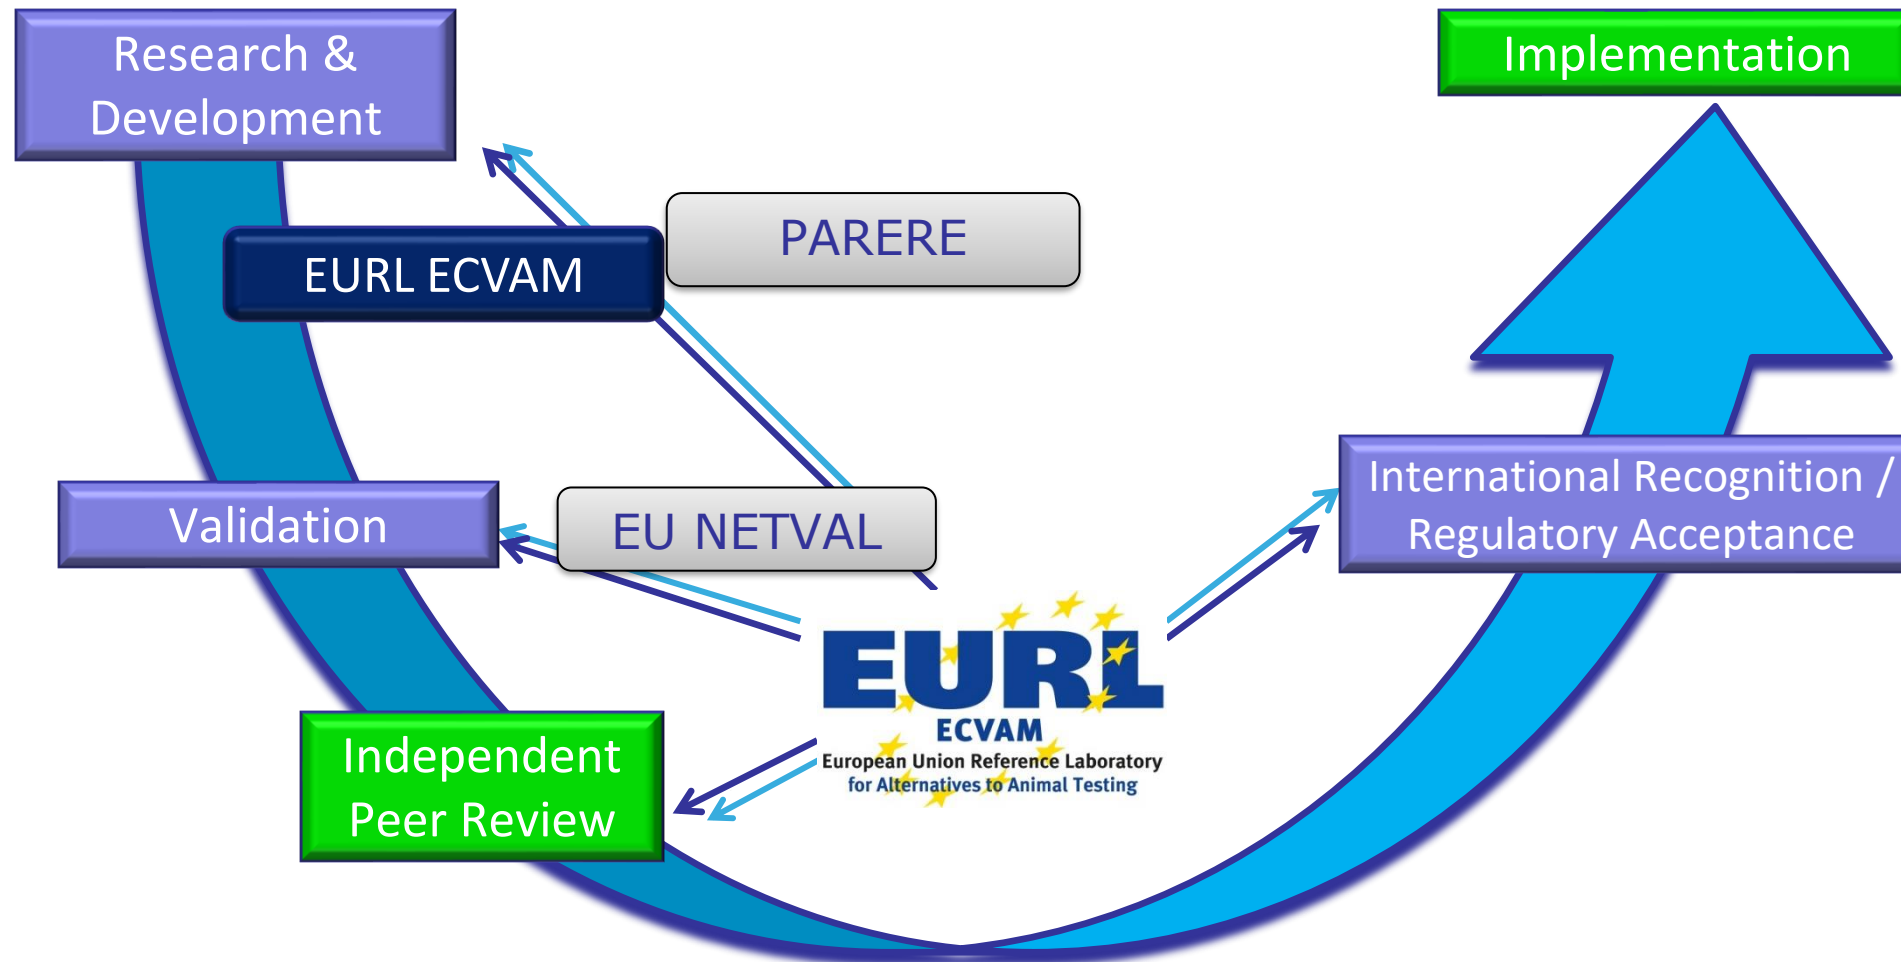 Research &
Development
Implementation
PARERE
EURL ECVAM
International Recognition /
Regulatory Acceptance
Validation
EU NETVAL
EURL
ECVAM
European Union Reference Laboratory
for Alternatives to Animal Testing
Independent
Peer Review